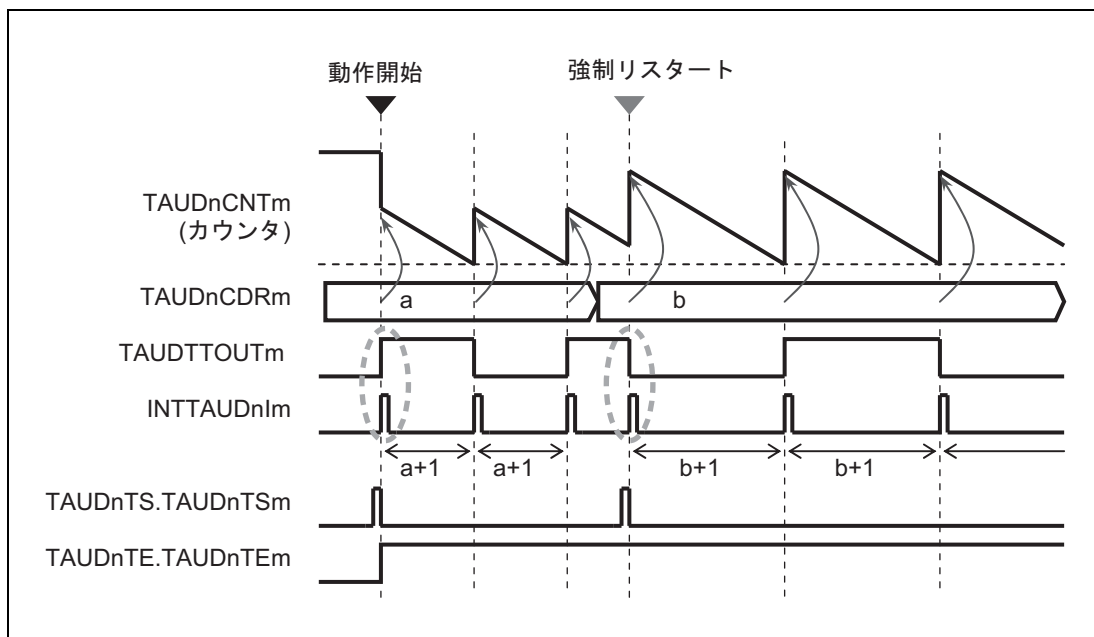 動作開始
強制リスタート
TAUDnCNTm
(カウンタ)
TAUDnCDRm
a
b
TAUDTTOUTm
INTTAUDnIm
a+1
a+1
b+1
b+1
TAUDnTS.TAUDnTSm
TAUDnTE.TAUDnTEm